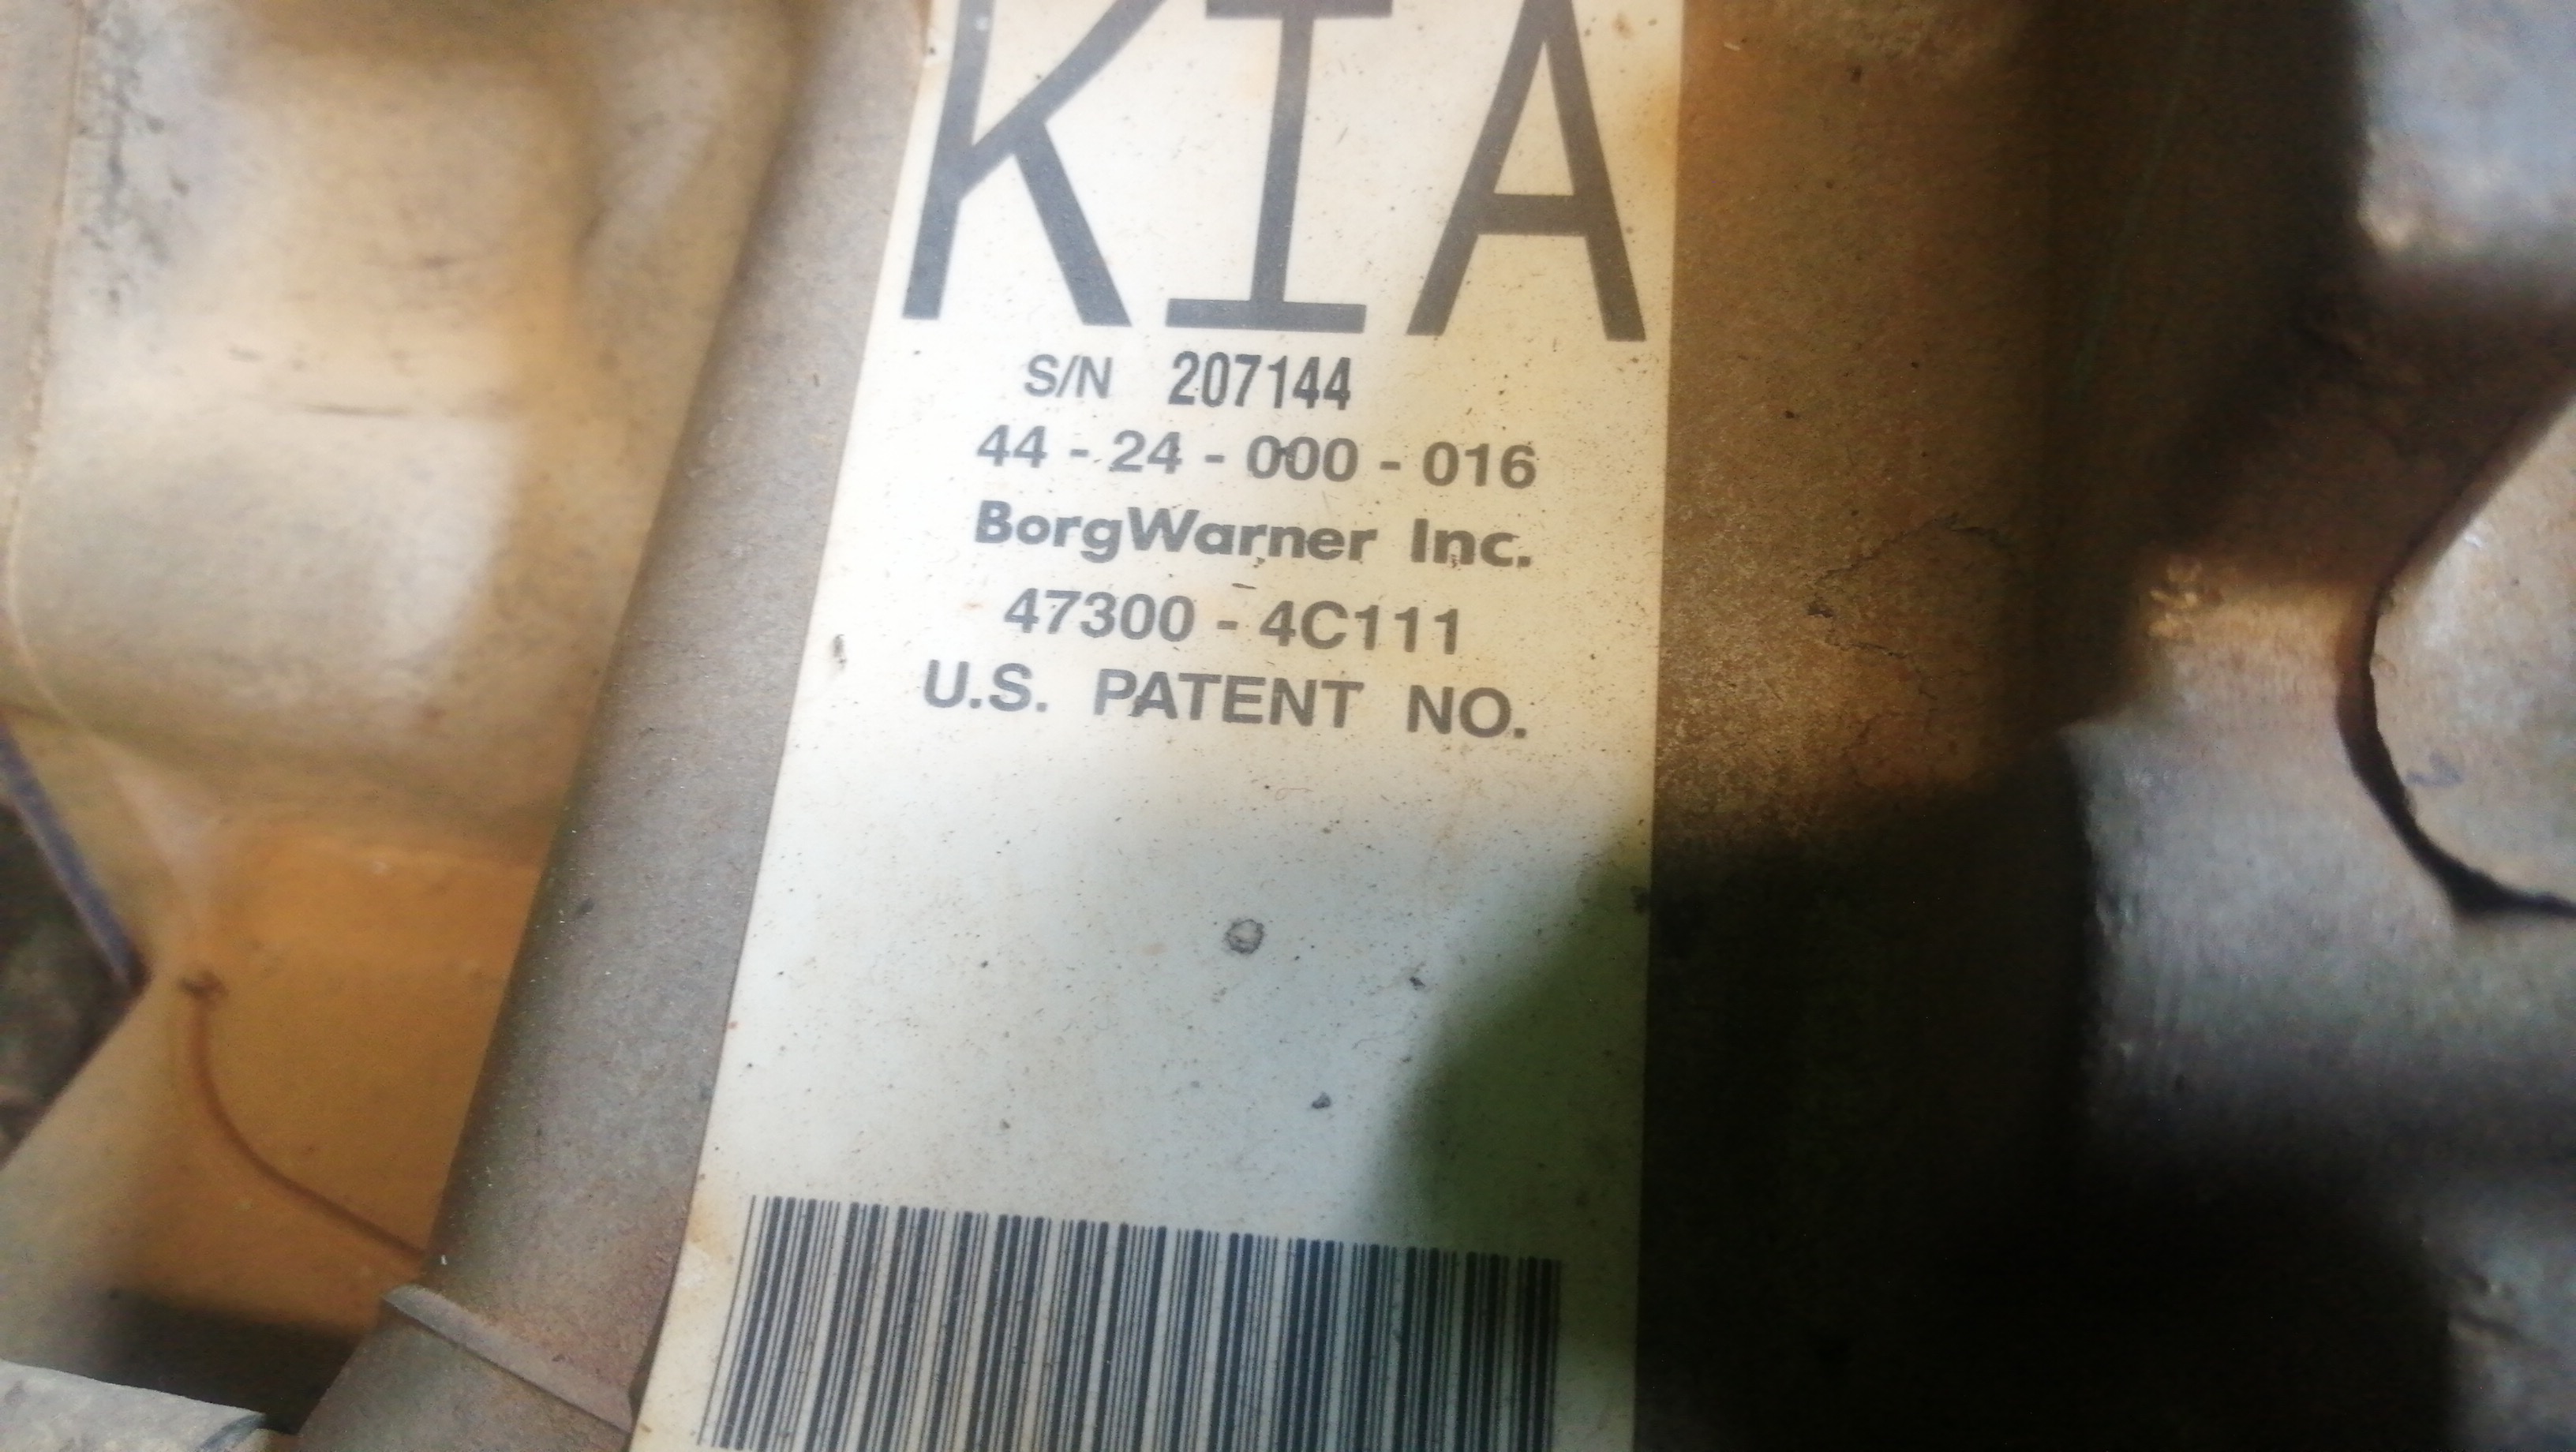 KIA
S/N 207144
44 - 24 - 000 - 016
BorgWarner Inc.
47300 - 4C111
U.S. PATENT NO.